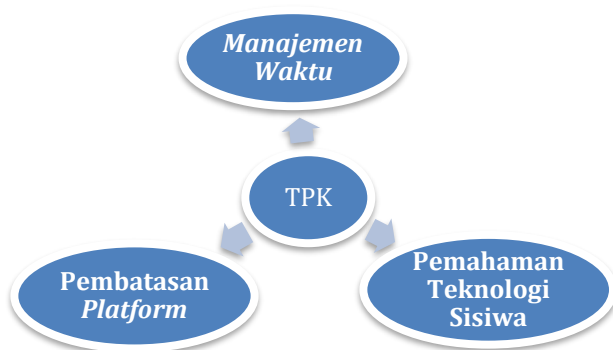 Manajemen
Waktu
TPK
Pembatasan
Platform
Pemahaman
Teknologi
Sisiwa